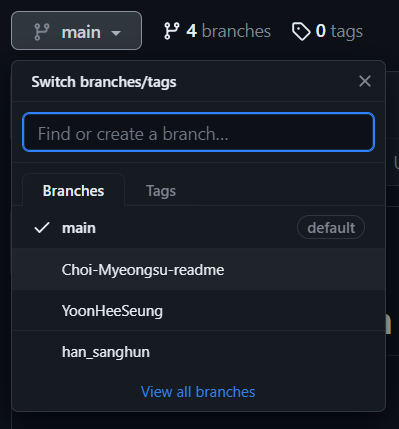 main 4 branches 0 tags
Switch branches/tags
Find or create a branch...
Branches Tags
main default
Choi-Myeongsu-readme
YoonHeeSeung
han_sanghun
View all branches